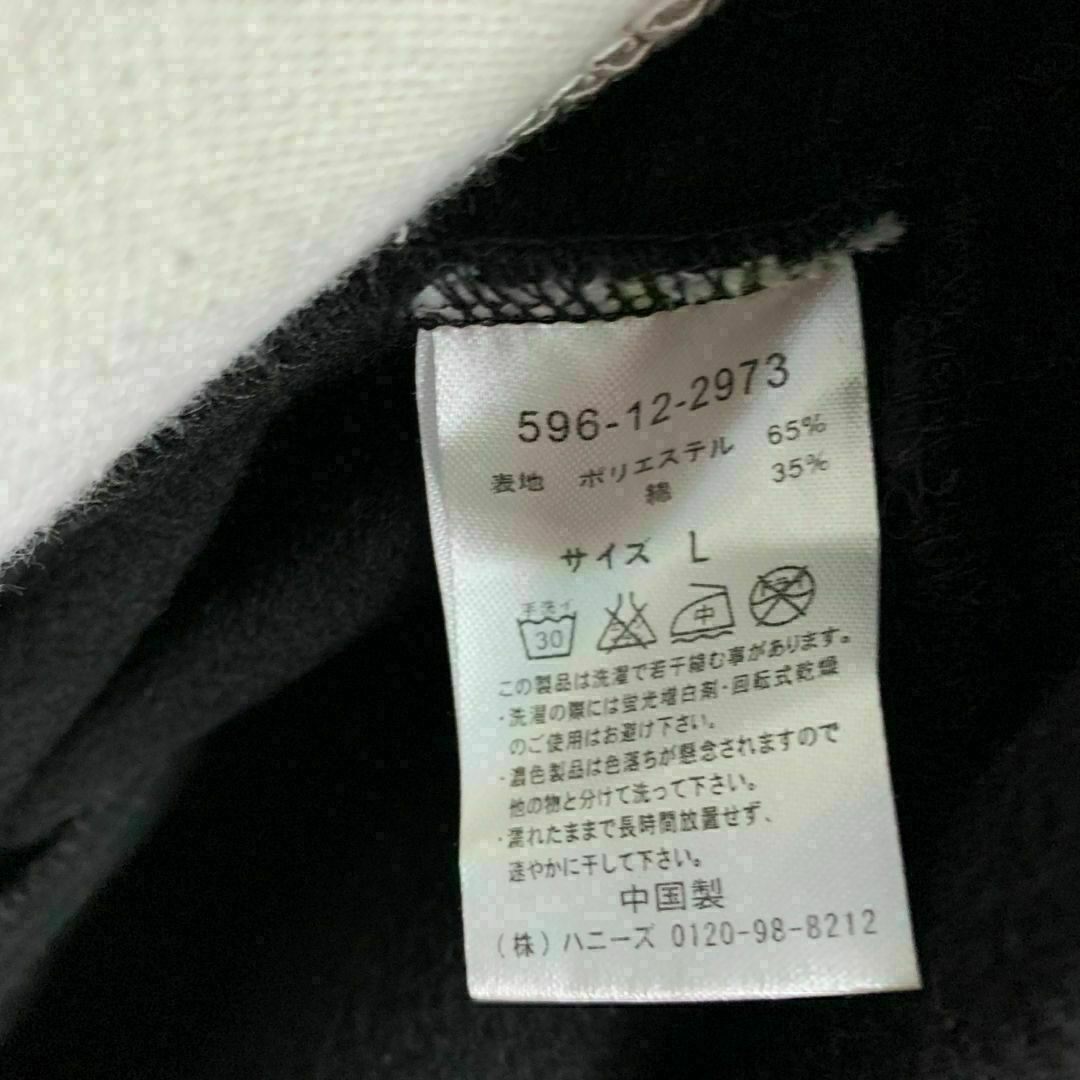 596-12-2973
表地 ポリエステル 65%
綿 35%
サイズ L
手洗イ 30 エンソ 中 ドライ
この製品は洗濯で若干縮む事があります。
・洗濯の際には蛍光増白剤・回転式乾燥
のご使用はお避け下さい。
・濃色製品は色落ちが懸念されますので
他の物と分けて洗って下さい。
・濡れたままで長時間放置せず、
速やかに干して下さい。
中国製
(株)ハニーズ 0120-98-8212